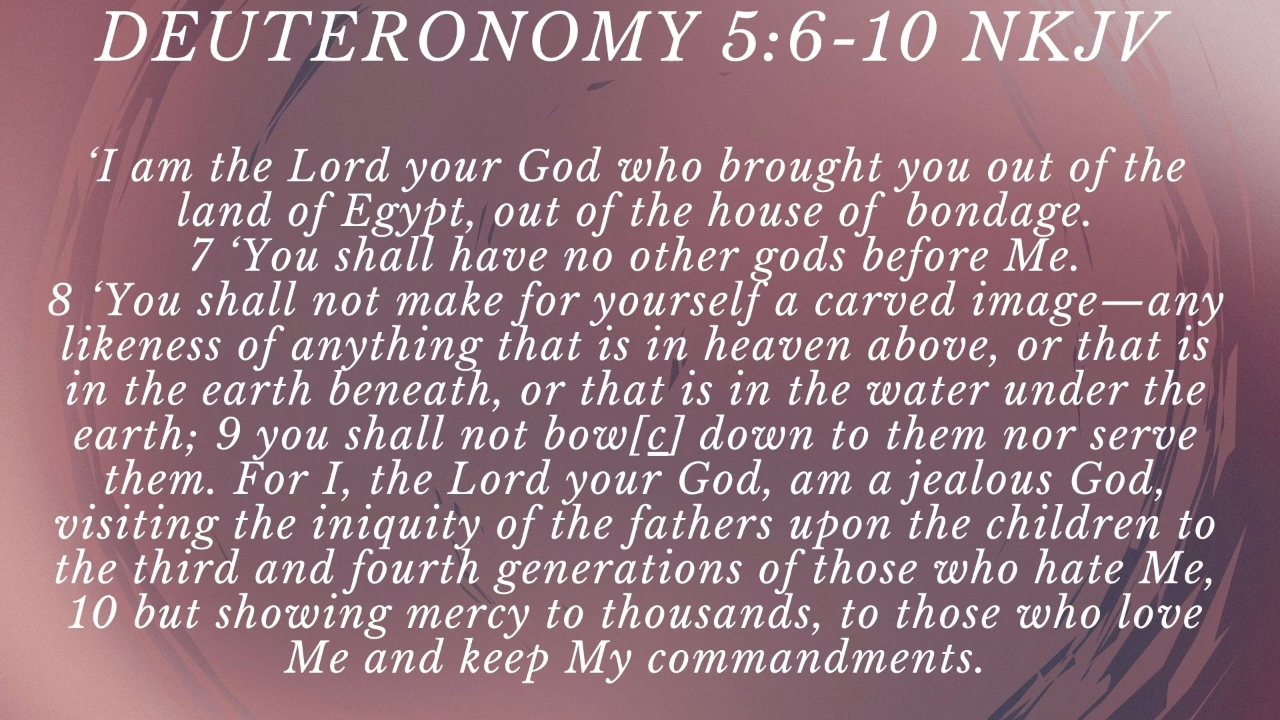 DEUTERONOMY 5:6-10 NKJV
‘I am the Lord your God who brought you out of the
land of Egypt, out of the house of  bondage.
7 ‘You shall have no other gods before Me.
8 ‘You shall not make for yourself a carved image—any
likeness of anything that is in heaven above, or that is
in the earth beneath, or that is in the water under the
earth; 9 you shall not bow[c] down to them nor serve
them. For I, the Lord your God, am a jealous God,
visiting the iniquity of the fathers upon the children to
the third and fourth generations of those who hate Me,
10 but showing mercy to thousands, to those who love
Me and keep My commandments.